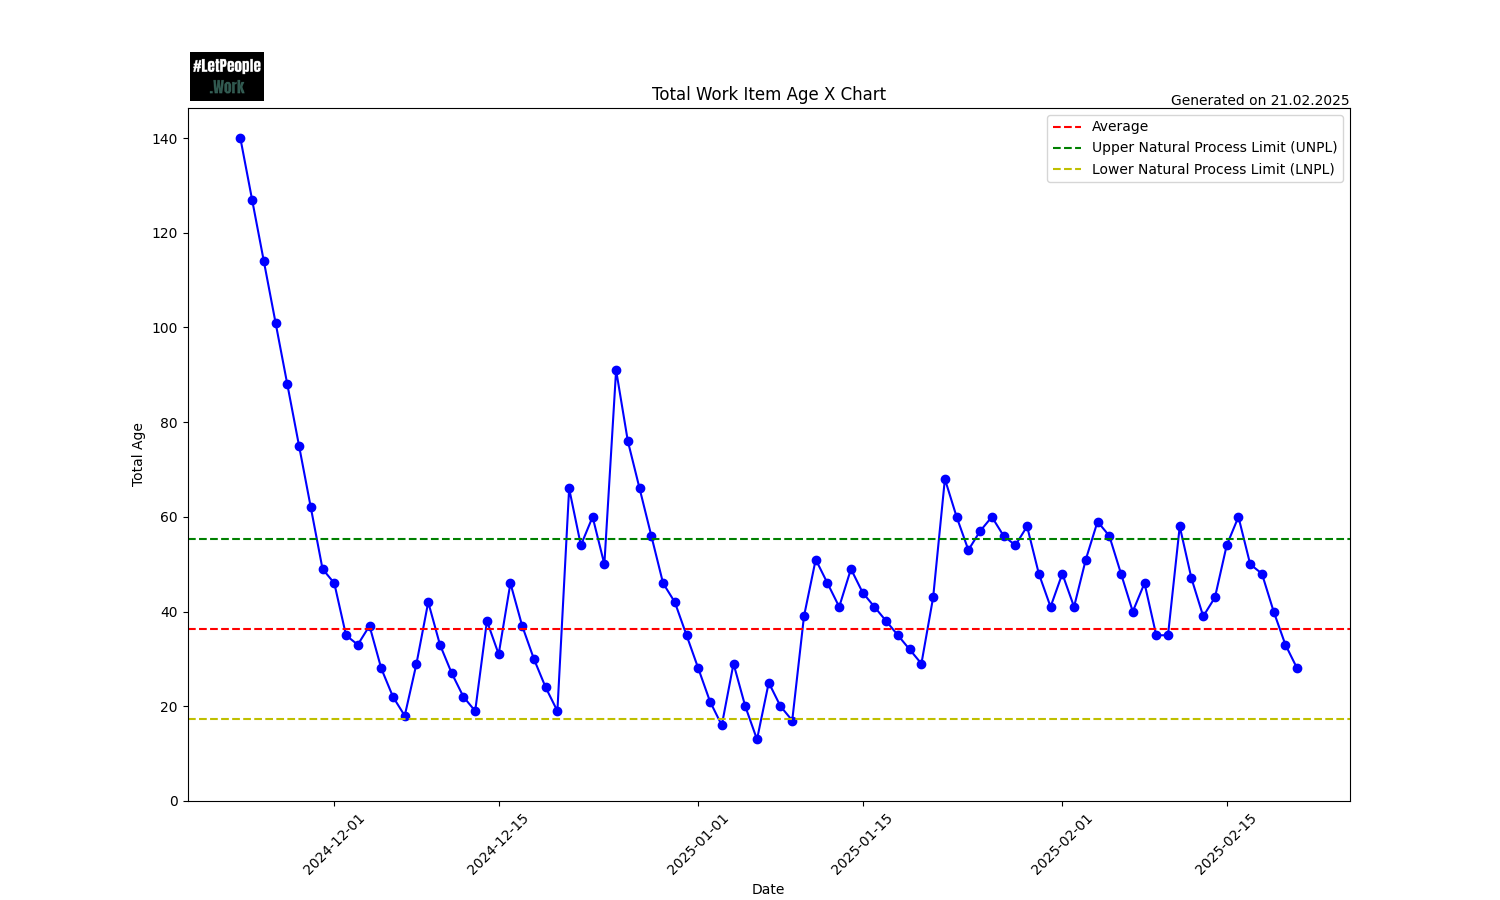 #LetPeople
.Work
Total Work Item Age X Chart
Generated on 21.02.2025
Average
Upper Natural Process Limit (UNPL)
Lower Natural Process Limit (LNPL)
140
120
100
80
60
40
20
0
Total Age
2024-12-01
2024-12-15
2025-01-01
2025-01-15
2025-02-01
2025-02-15
Date